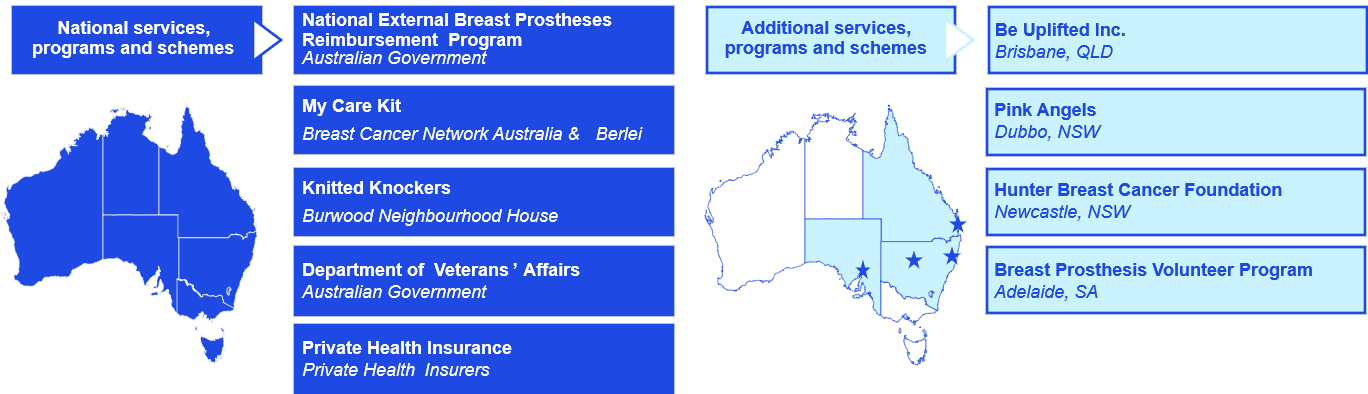 National services,
programs and schemes
National External Breast Prostheses
Reimbursement Program
Australian Government
My Care Kit
Breast Cancer Network Australia & Berlei
Knitted Knockers
Burwood Neighbourhood House
Department of Veterans ’ Affairs
Australian Government
Private Health Insurance
Private Health Insurers
Additional services,
programs and schemes
Be Uplifted Inc.
Brisbane, QLD
Pink Angels
Dubbo, NSW
Hunter Breast Cancer Foundation
Newcastle, NSW
Breast Prosthesis Volunteer Program
Adelaide, SA